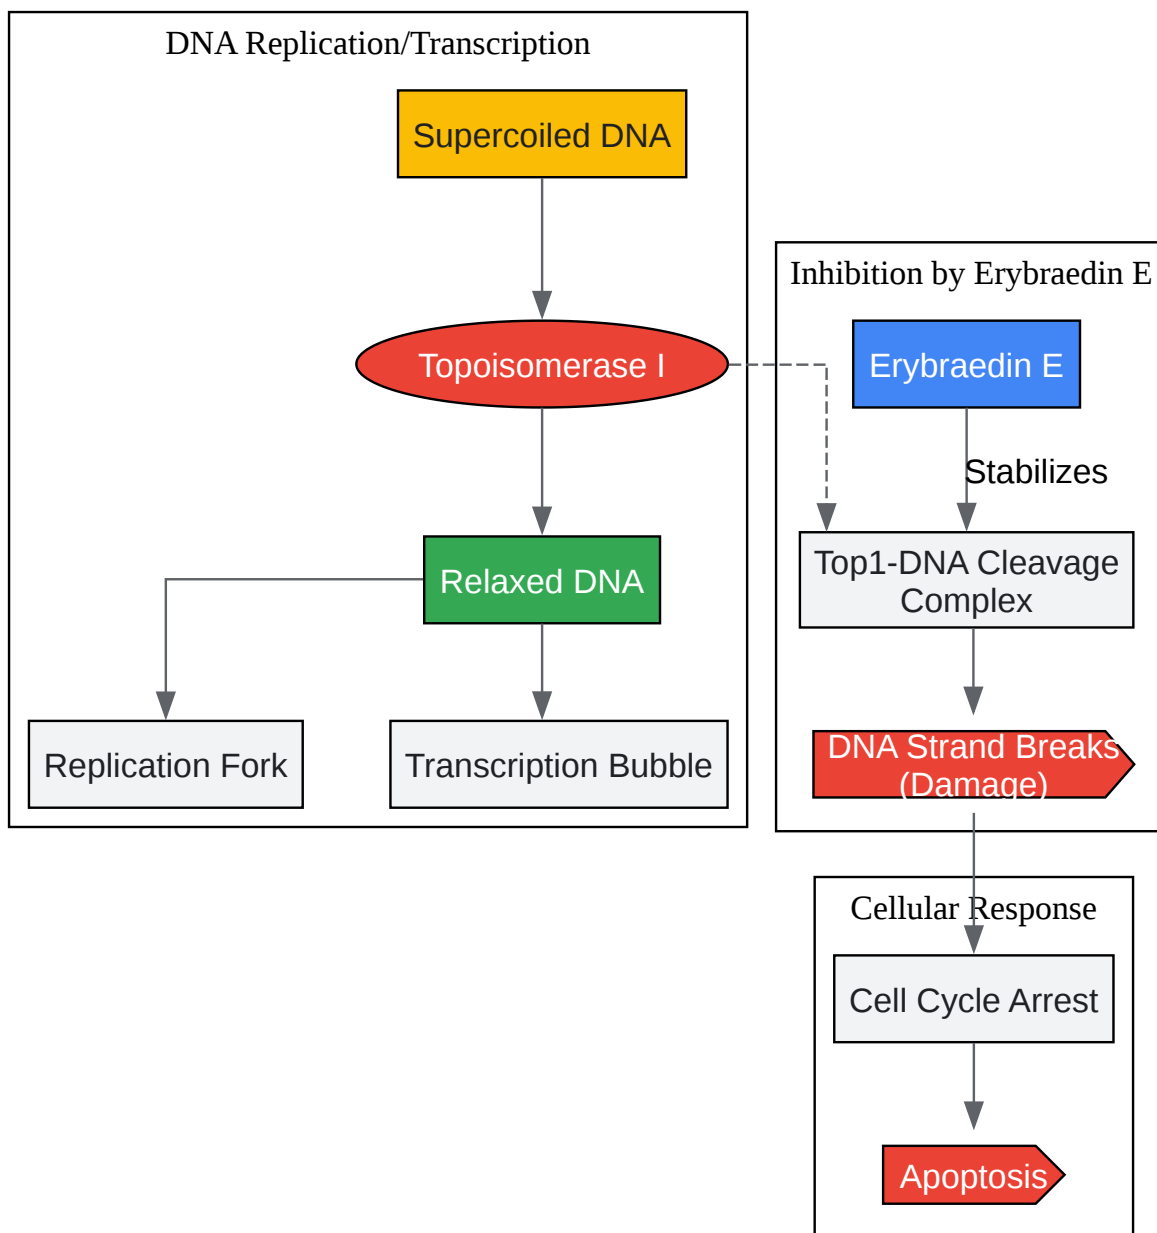 DNA Replication/Transcription
Supercoiled DNA
Topoisomerase I
Relaxed DNA
Replication Fork
Transcription Bubble
Inhibition by Erybraedin E
Erybraedin E
Stabilizes
Top1-DNA Cleavage
Complex
DNA Strand Breaks
(Damage)
Cellular Response
Cell Cycle Arrest
Apoptosis